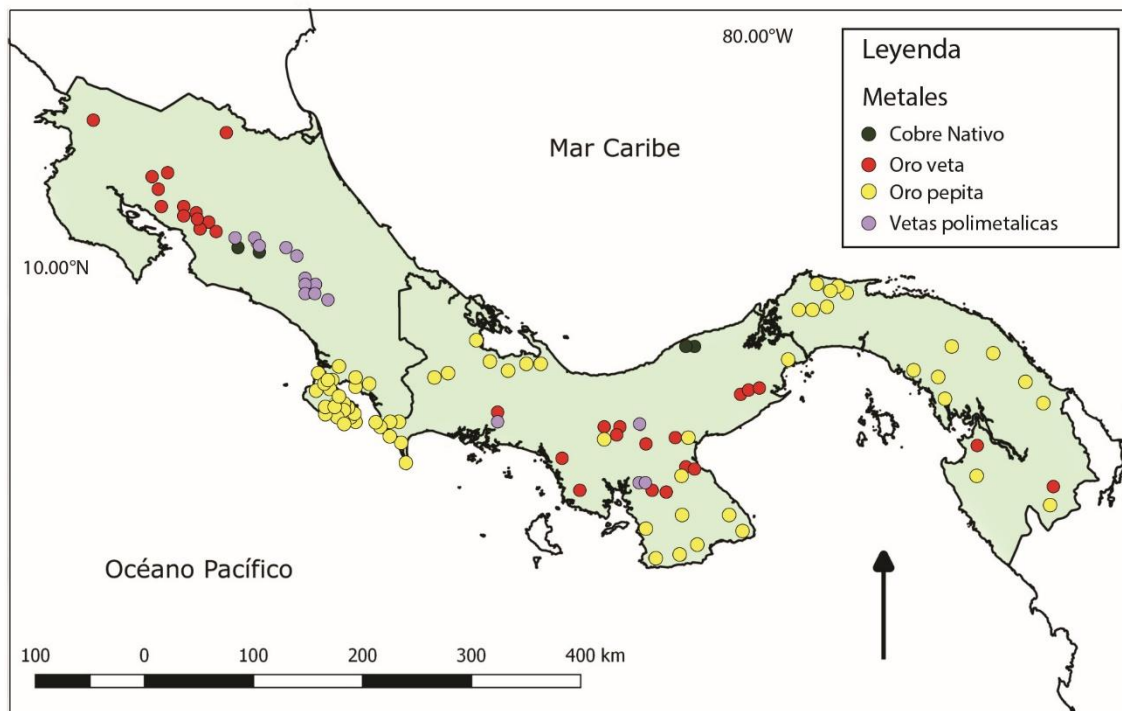 80.00°W
Leyenda
Metales
Cobre Nativo
Oro veta
Oro pepita
Vetas polimetalicas
Mar Caribe
10.00°N
Océano Pacífico
100 0 100 200 300 400 km